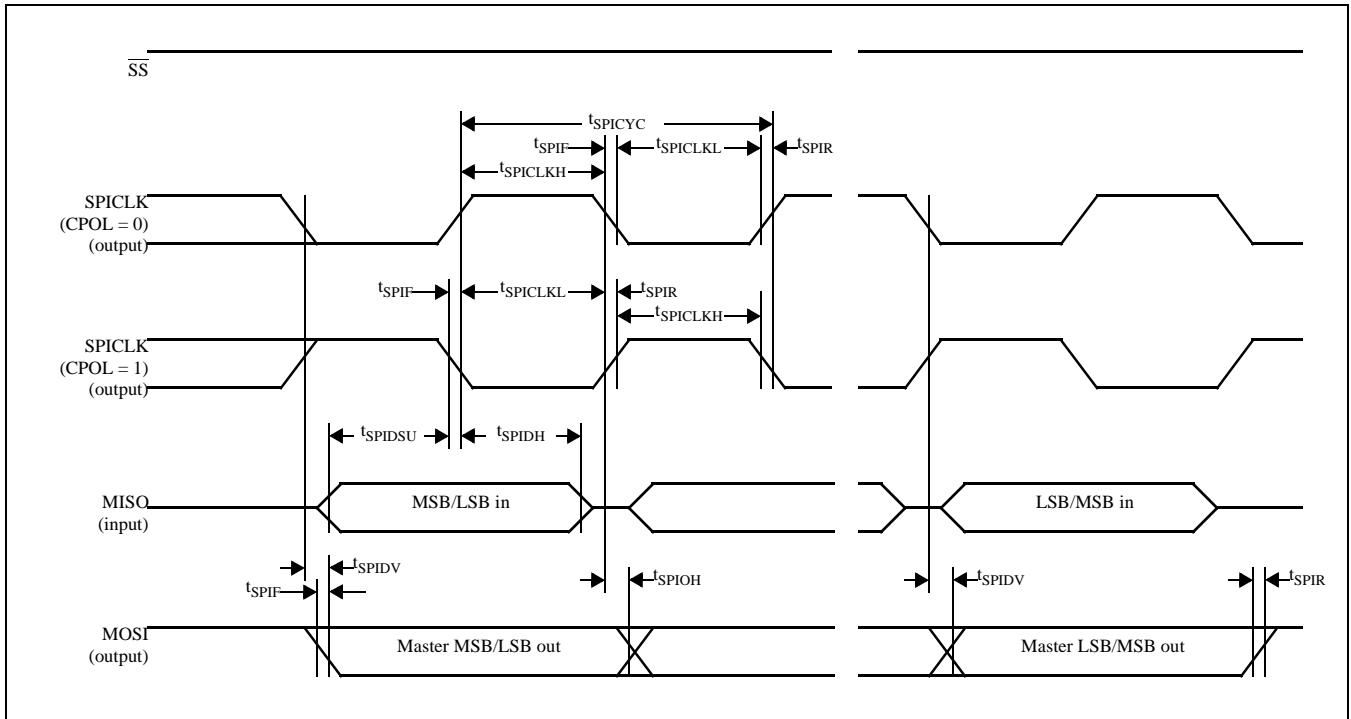 SS
tSPICYC
tSPIF tSPICLKL tSPIR
tSPICLKH
SPICLK
(CPOL = 0)
(output)
tSPIF tSPICLKL tSPIR
tSPICLKH
SPICLK
(CPOL = 1)
(output)
tSPIDSU tSPIDH
MISO
(input)
MSB/LSB in
LSB/MSB in
tSPIDV
tSPIF
tSPIOH
tSPIDV
tSPIR
MOSI
(output)
Master MSB/LSB out
Master LSB/MSB out